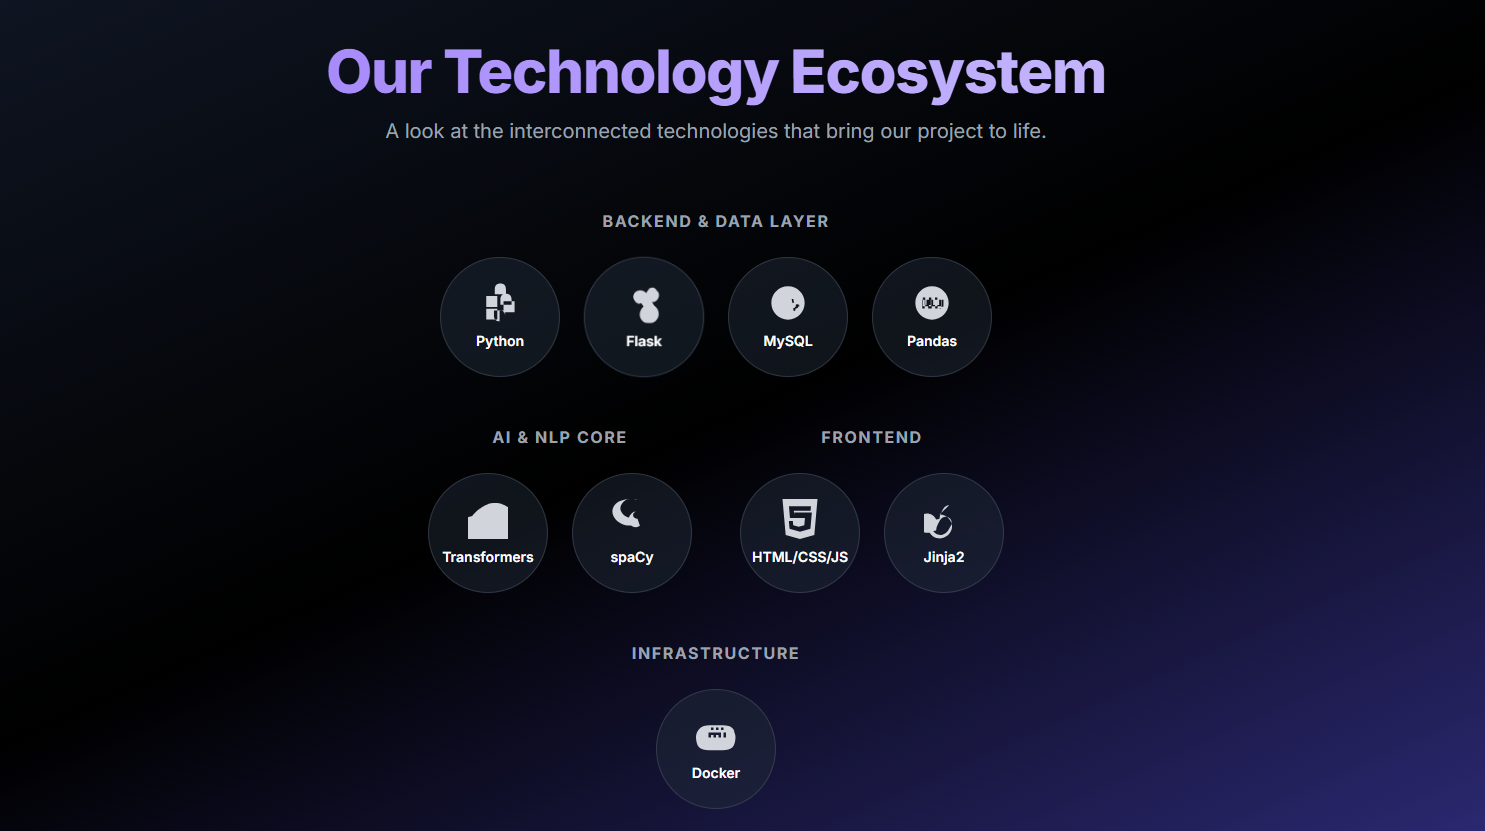 Our Technology Ecosystem
A look at the interconnected technologies that bring our project to life.
BACKEND & DATA LAYER
Python Flask MySQL Pandas
AI & NLP CORE FRONTEND
Transformers spaCy HTML/CSS/JS Jinja2
INFRASTRUCTURE
Docker